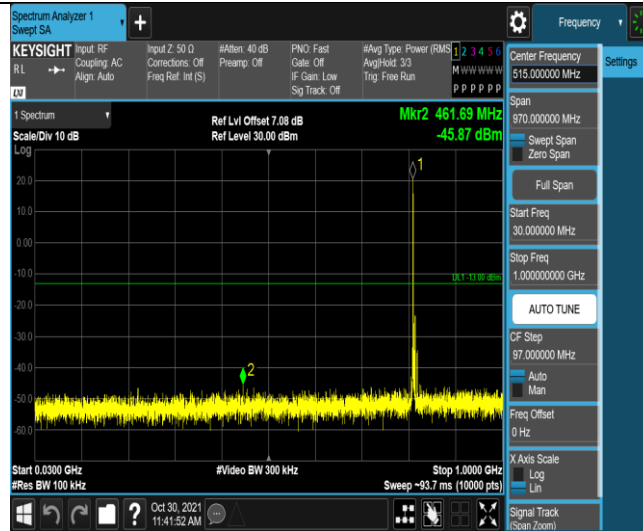 Spectrum Analyzer 1
Swept SA
Frequency
KEYSIGHT
RL
LXI
Input: RF
Coupling: AC
Align: Auto
Input Z: 50 Ω
Corrections: Off
Freq Ref: Int (S)
#Atten: 40 dB
Preamp: Off
PNO: Fast
Gate: Off
IF Gain: Low
Sig Track: Off
#Avg Type: Power (RMS
Avg|Hold: 3/3
Trig: Free Run
1 2 3 4 5 6
M W W W W W
P P P P P P
Center Frequency
515.000000 MHz
Settings
Span
970.000000 MHz
Swept Span
Zero Span
Full Span
Start Freq
30.000000 MHz
Stop Freq
1.00000000 GHz
AUTO TUNE
CF Step
97.000000 MHz
Auto
Man
Freq Offset
0 Hz
X Axis Scale
Log
Lin
Signal Track
(Span Zoom)
1 Spectrum
Scale/Div 10 dB
Ref Lvl Offset 7.08 dB
Ref Level 30.00 dBm
Mkr2 461.69 MHz
-45.87 dBm
Log
1
20.0
10.0
0.00
-10.0
DL1 -13.00 dBm
-20.0
-30.0
-40.0
2
-50.0
-60.0
Start 0.0300 GHz
#Video BW 300 kHz
Stop 1.0000 GHz
#Res BW 100 kHz
Sweep ~93.7 ms (10000 pts)
?
Oct 30, 2021
11:41:52 AM